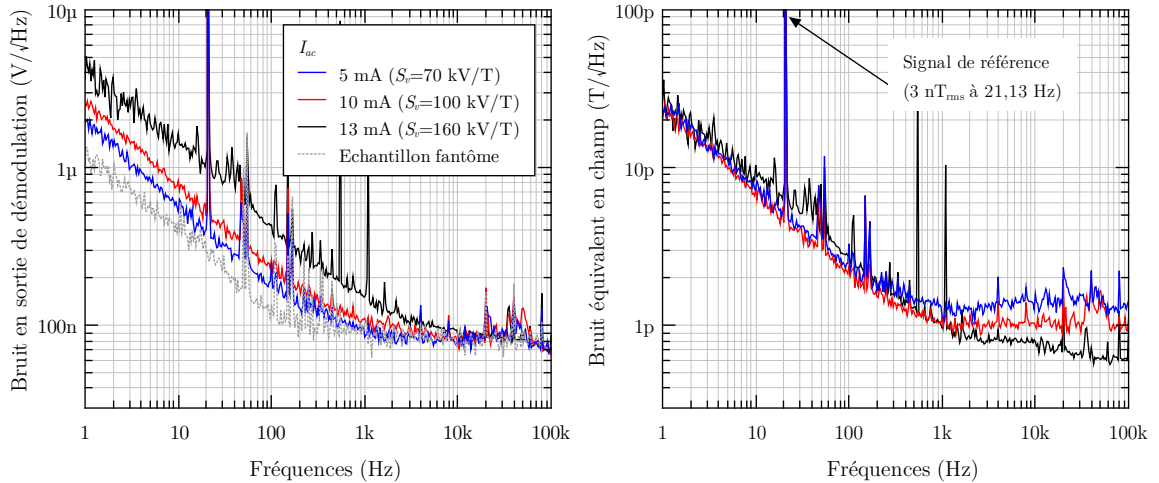 Bruit en sortie de démodulation (V/√Hz)
10µ
1µ
100n
I_ac
5 mA (S_v=70 kV/T)
10 mA (S_v=100 kV/T)
13 mA (S_v=160 kV/T)
Echantillon fantôme
1 10 100 1k 10k 100k
Fréquences (Hz)
Bruit équivalent en champ (T/√Hz)
100p
10p
1p
Signal de référence
(3 nT_rms à 21,13 Hz)
1 10 100 1k 10k 100k
Fréquences (Hz)